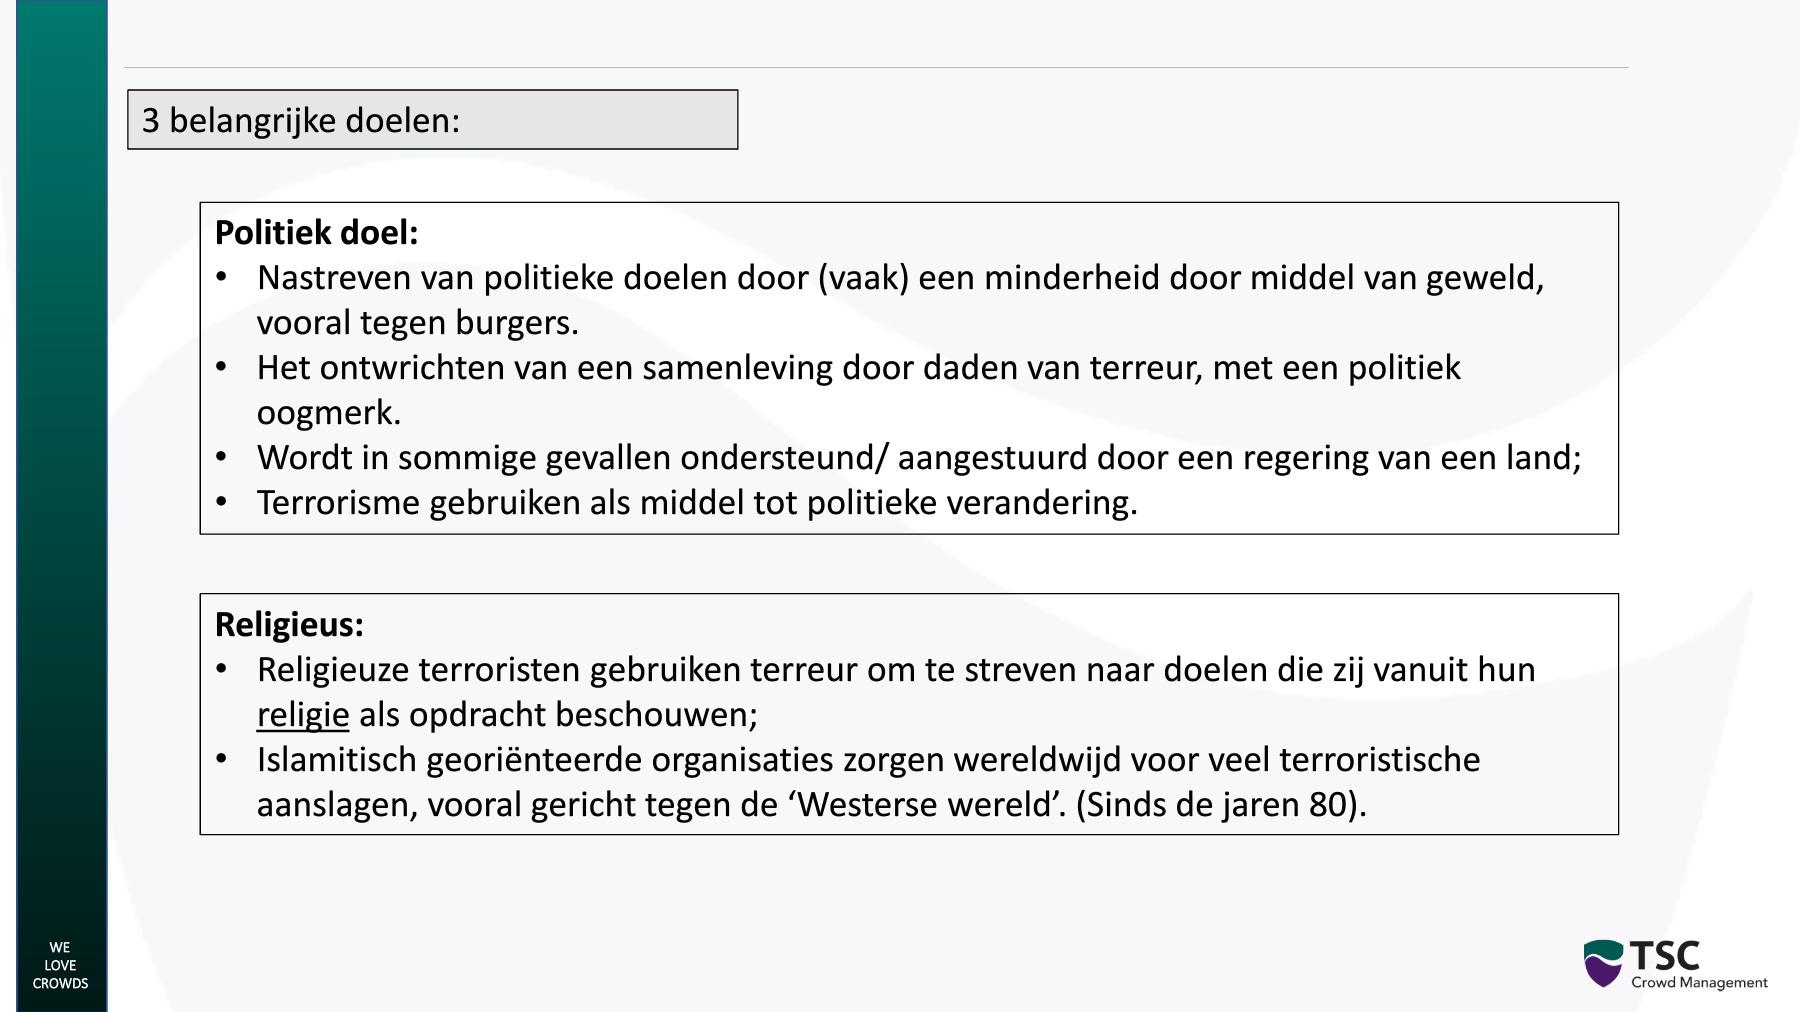 3 belangrijke doelen:
Politiek doel:
• Nastreven van politieke doelen door (vaak) een minderheid door middel van geweld,
vooral tegen burgers.
• Het ontwrichten van een samenleving door daden van terreur, met een politiek
oogmerk.
• Wordt in sommige gevallen ondersteund/ aangestuurd door een regering van een land;
• Terrorisme gebruiken als middel tot politieke verandering.
Religieus:
• Religieuze terroristen gebruiken terreur om te streven naar doelen die zij vanuit hun
religie als opdracht beschouwen;
• Islamitisch georiënteerde organisaties zorgen wereldwijd voor veel terroristische
aanslagen, vooral gericht tegen de ‘Westerse wereld’. (Sinds de jaren 80).
WE
LOVE
CROWDS
TSC
Crowd Management